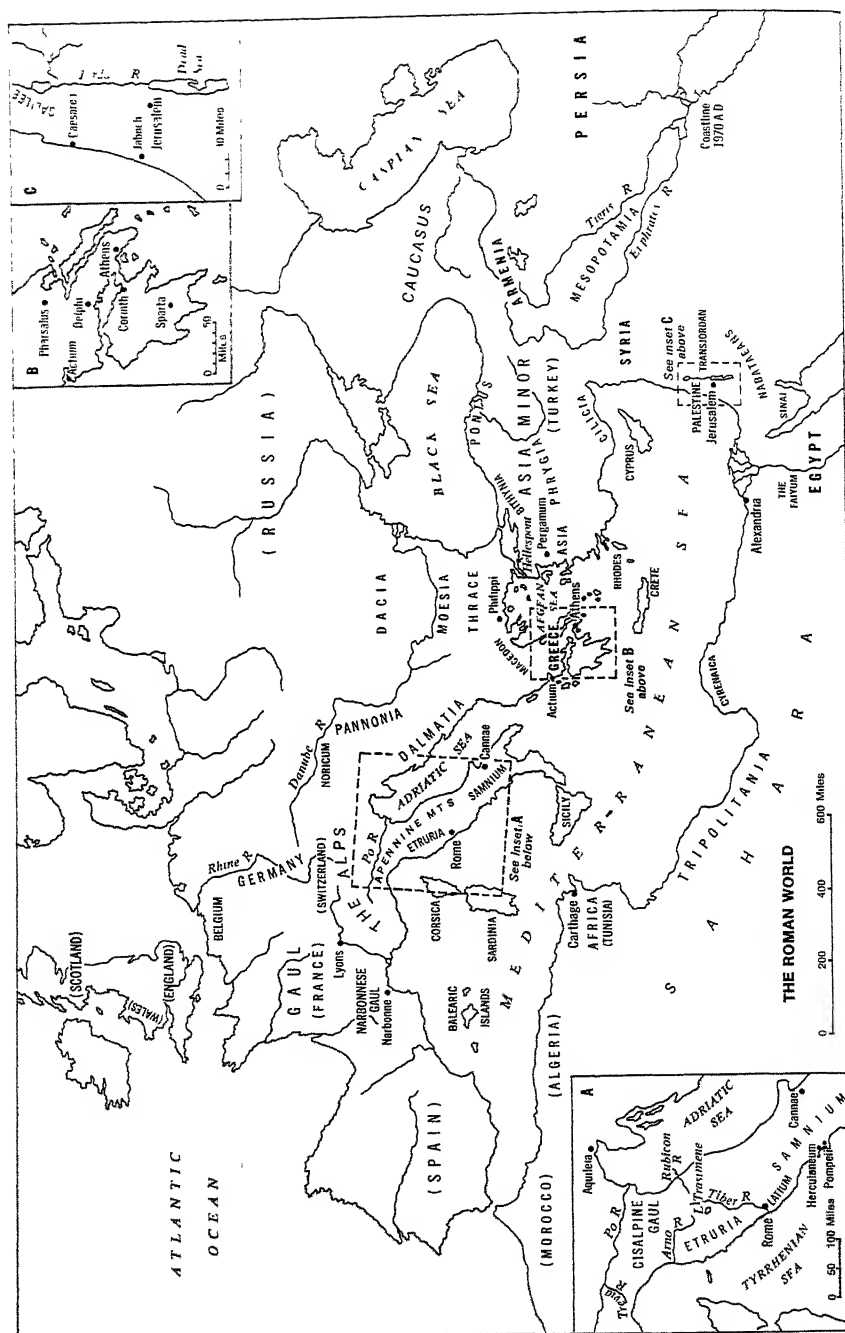 ATLANTIC
OCEAN
(SCOTLAND)
(WALES)
(ENGLAND)
BELGIUM
Rhine R
GERMANY
GAUL
(FRANCE)
Lyons
(SWITZERLAND)
THE ALPS
NARBONNESE
GAUL
Narbonne
(SPAIN)
BALEARIC
ISLANDS
CORSICA
SARDINIA
(MOROCCO)
(ALGERIA)
Danube R
NORICUM
PANNONIA
DALMATIA
ADRIATIC SEA
Po R
APENNINE MTS
ETRURIA
Rome
SAMNIUM
Cannae
See Inset A
below
SICILY
Carthage
AFRICA
(TUNISIA)
MEDITER-RANEAN SEA
TRIPOLITANIA
SAHARA
CYRENAICA
(RUSSIA)
DACIA
MOESIA
THRACE
MACEDON
Philippi
AEGEAN
SEA
GREECE
Athens
Actium
See Inset B
above
Hellespont
Pergamum
ASIA
BITHYNIA
PHRYGIA
ASIA MINOR
(TURKEY)
PONTUS
BLACK SEA
CAUCASUS
CASPIAN SEA
ARMENIA
CILICIA
CYPRUS
RHODES
CRETE
SYRIA
MESOPOTAMIA
Tigris R
Euphrates R
PERSIA
Coastline
1970 A D
See inset C
above
PALESTINE
TRANSJORDAN
Jerusalem
NABATAEANS
SINAI
Alexandria
THE
FAIYUM
EGYPT
THE ROMAN WORLD
0 200 400 600 Miles
A
Aquileia
Po R
CISALPINE
GAUL
Rubicon
R
ADRIATIC
SEA
Arno R
L Trasimene
Tiber R
ETRURIA
Rome
LATIUM
SAMNIUM
Cannae
Herculaneum
Pompeii
TYRRHENIAN
SEA
0 50 100 Miles
B
Pharsalus
Actium
Delphi
Athens
Corinth
Sparta
0 50
Miles
C
GALILEE
R
Dead
Sea
Jabneh
Jerusalem
0 10 Miles